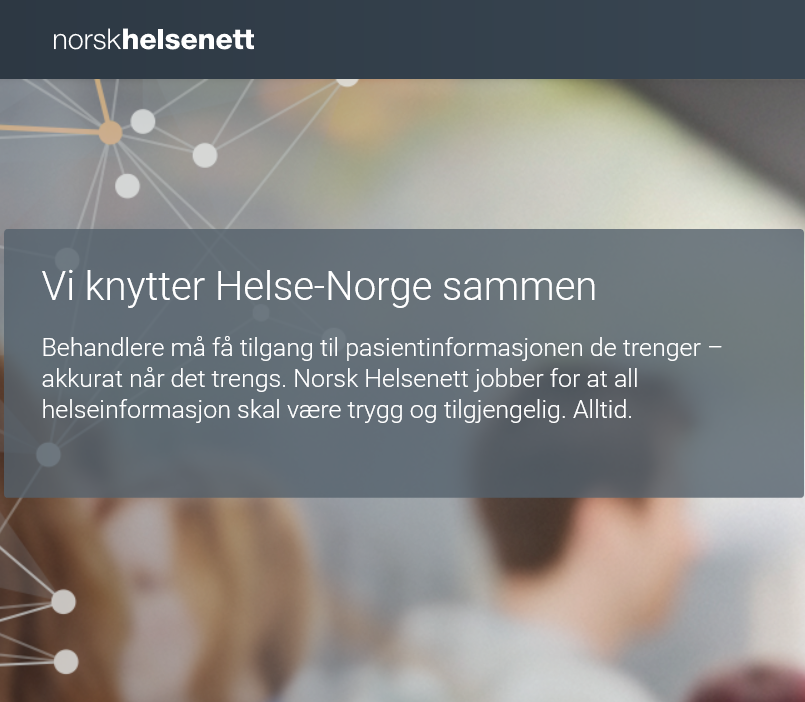 norskhelsenett
Vi knytter Helse-Norge sammen
Behandlere må få tilgang til pasientinformasjonen de trenger –
akkurat når det trengs. Norsk Helsenett jobber for at all
helseinformasjon skal være trygg og tilgjengelig. Alltid.